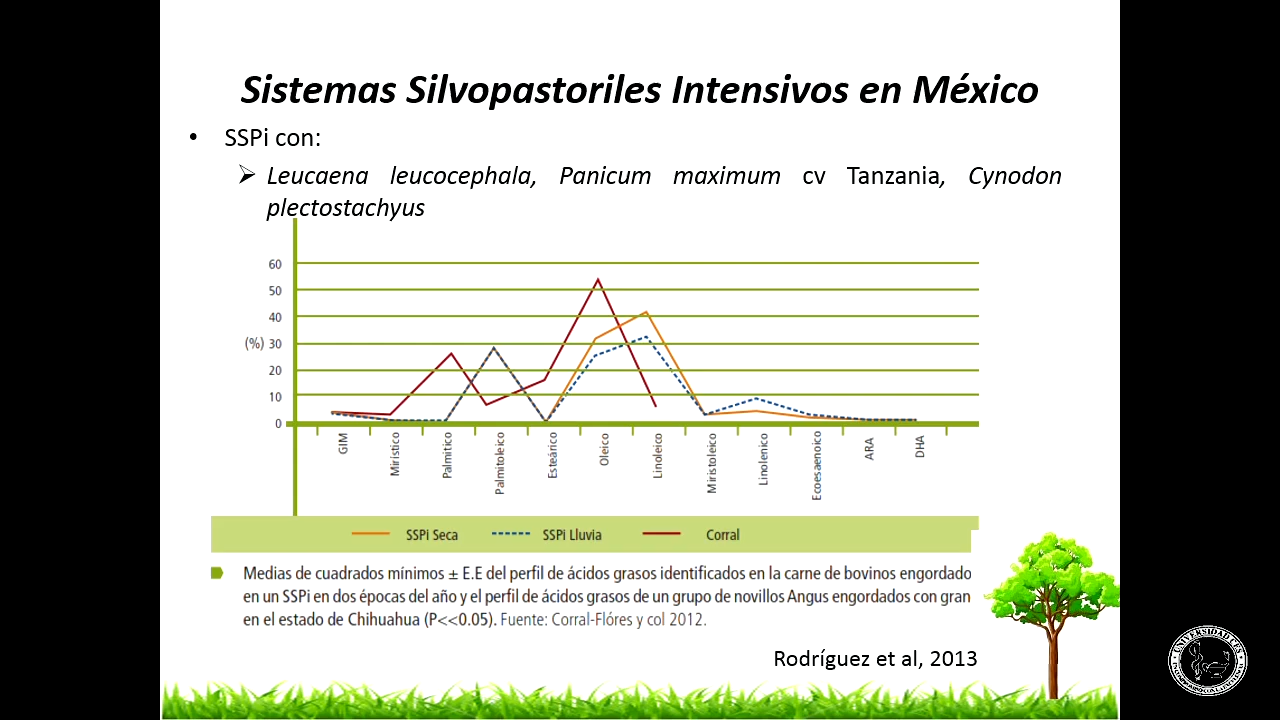 Sistemas Silvopastoriles Intensivos en México
• SSPi con:
➢ Leucaena leucocephala, Panicum maximum cv Tanzania, Cynodon
plectostachyus
60
50
40
(%) 30
20
10
0
GIM
Mirístico
Palmítico
Palmitoleico
Esteárico
Oleico
Linoleico
Miristoleico
Linolenico
Ecoesaenoico
ARA
DHA
SSPi Seca
SSPi Lluvia
Corral
Medias de cuadrados mínimos ± E.E del perfil de ácidos grasos identificados en la carne de bovinos engordado
en un SSPi en dos épocas del año y el perfil de ácidos grasos de un grupo de novillos Angus engordados con gran
en el estado de Chihuahua (P<<0.05). Fuente: Corral-Flóres y col 2012.
Rodríguez et al, 2013